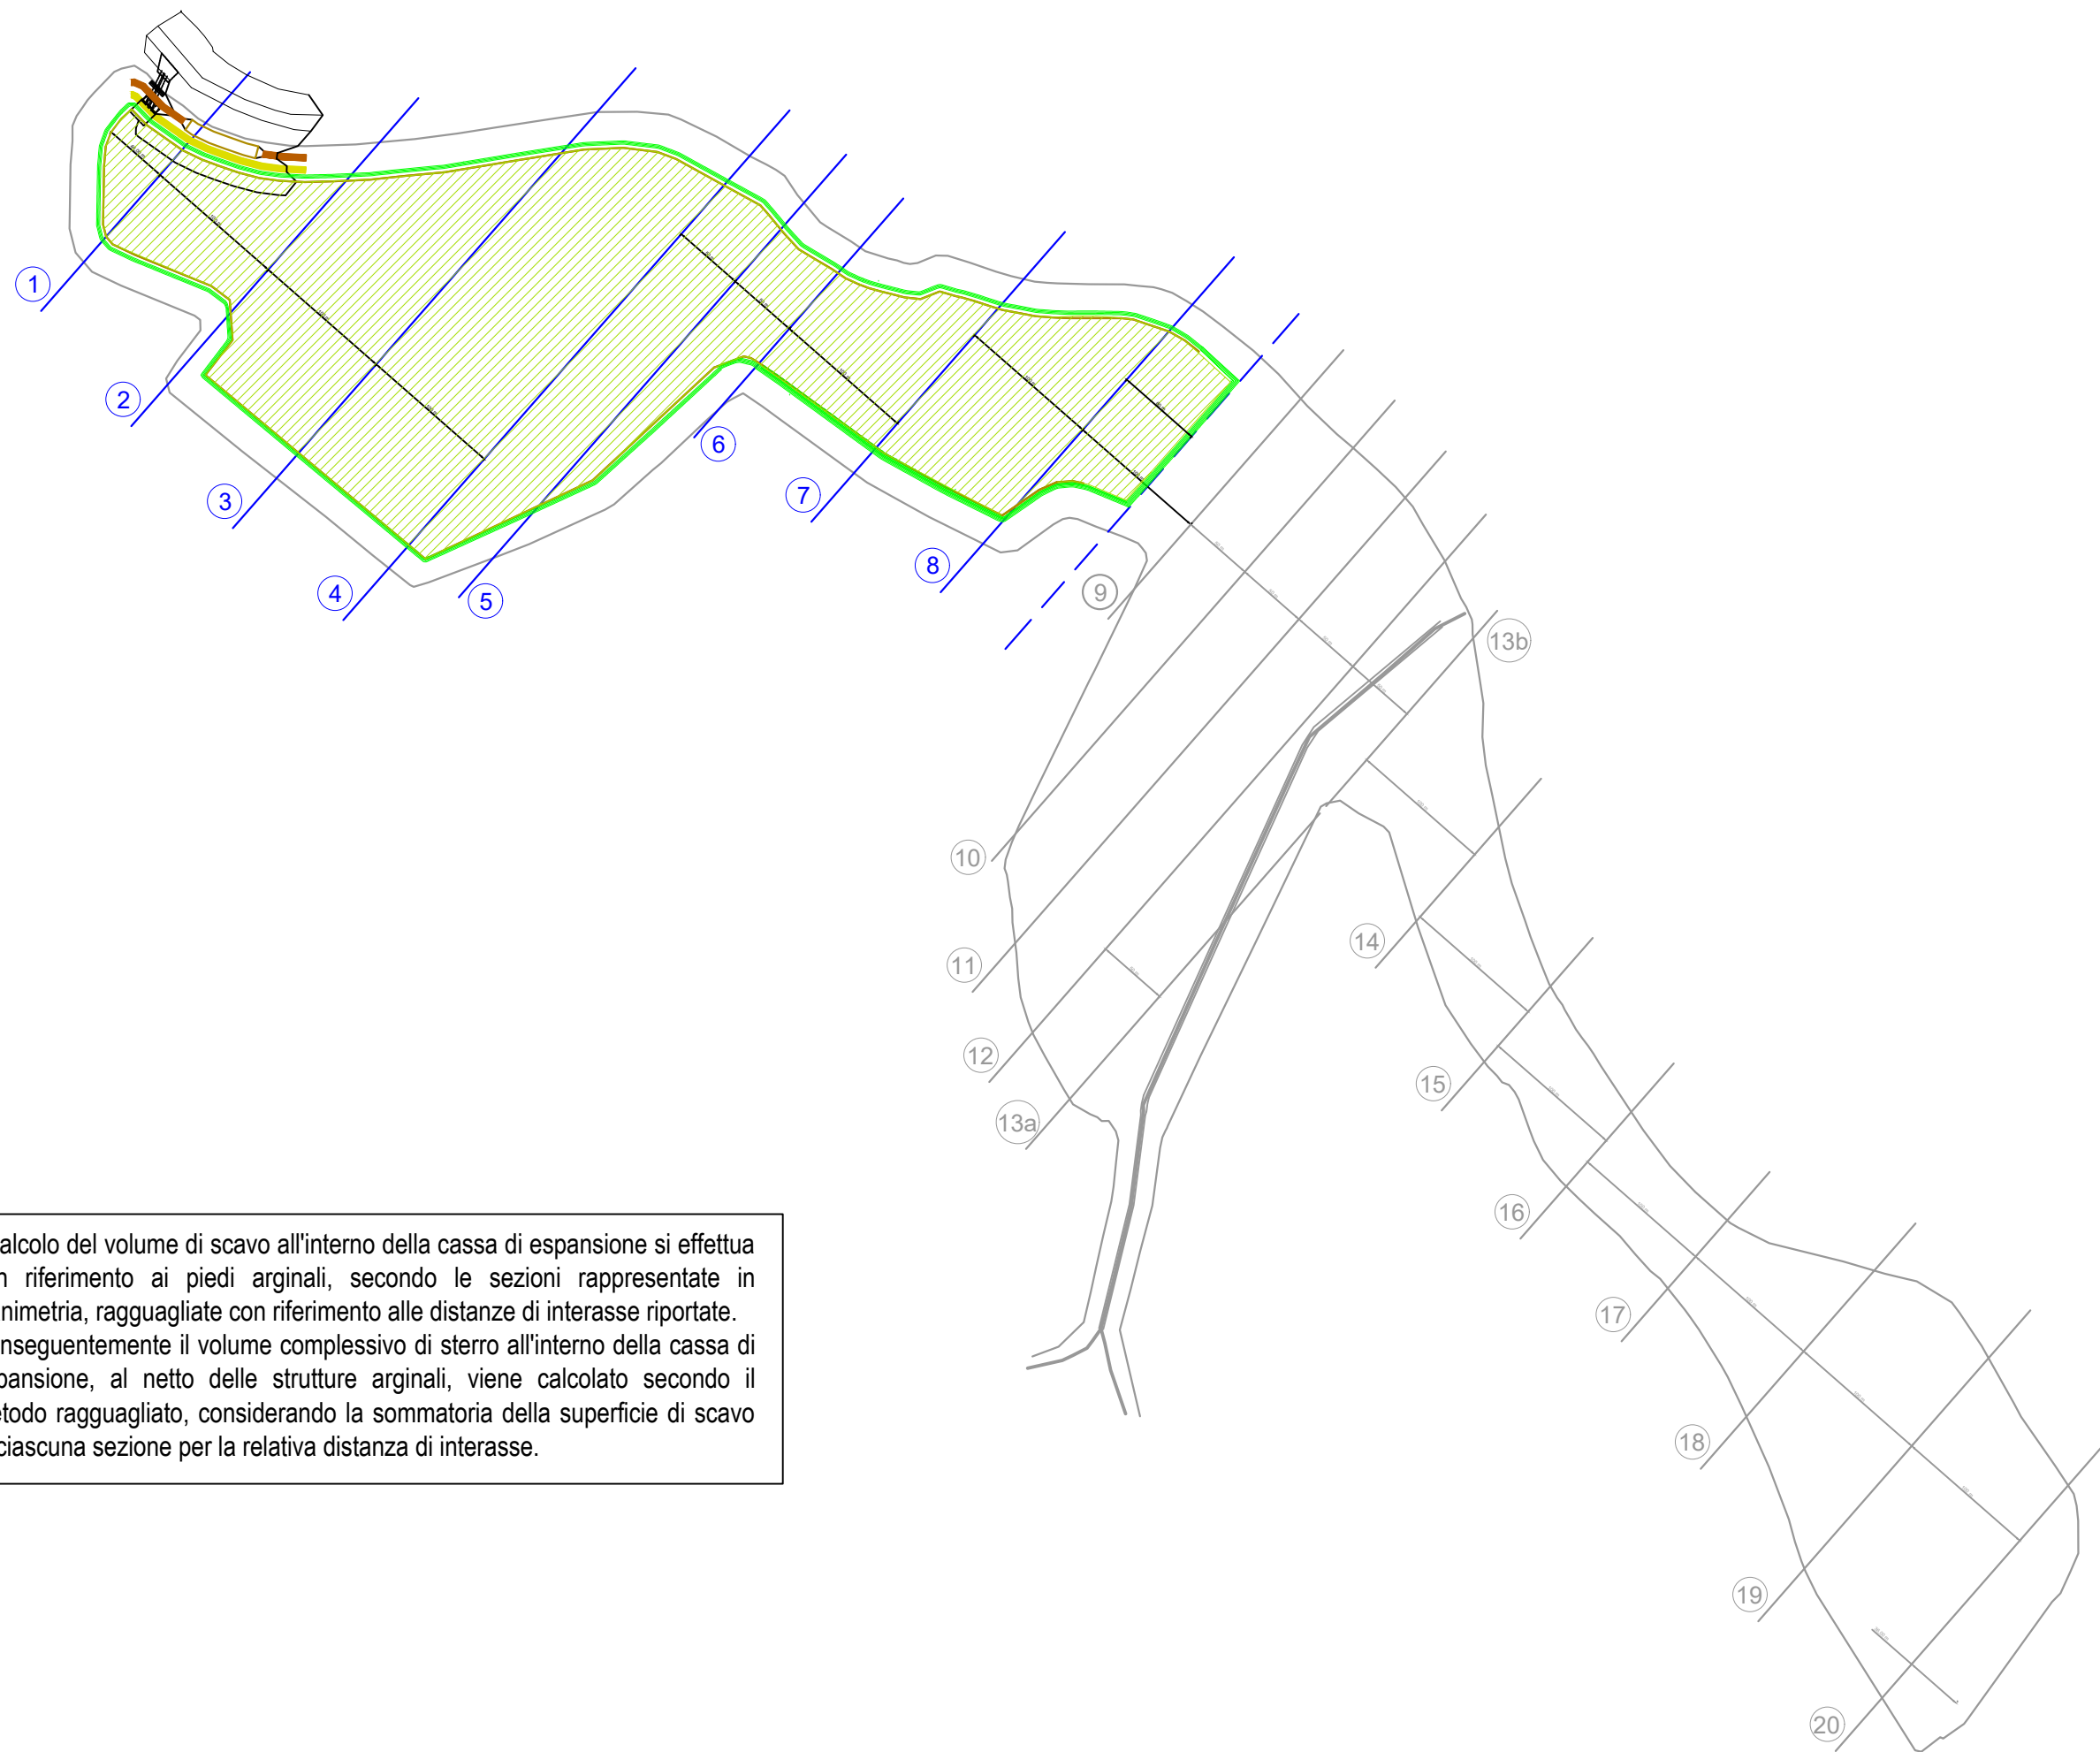 1
2
3
4
5
6
7
8
9
13b
10
11
12
13a
14
15
16
17
18
19
20
alcolo del volume di scavo all'interno della cassa di espansione si effettua
n riferimento ai piedi arginali, secondo le sezioni rappresentate in
nimetria, ragguagliate con riferimento alle distanze di interasse riportate.
nseguentemente il volume complessivo di sterro all'interno della cassa di
pansione, al netto delle strutture arginali, viene calcolato secondo il
todo ragguagliato, considerando la sommatoria della superficie di scavo
ciascuna sezione per la relativa distanza di interasse.